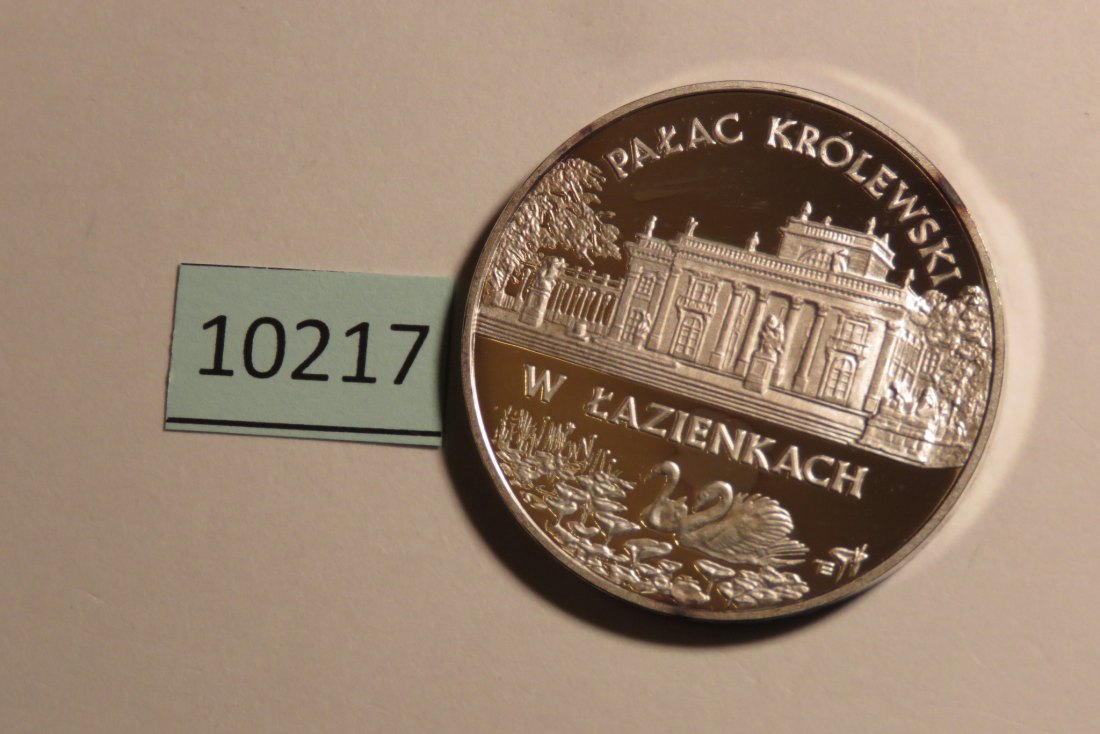 10217
PAŁAC KRÓLEWSKI
W ŁAZIENKACH